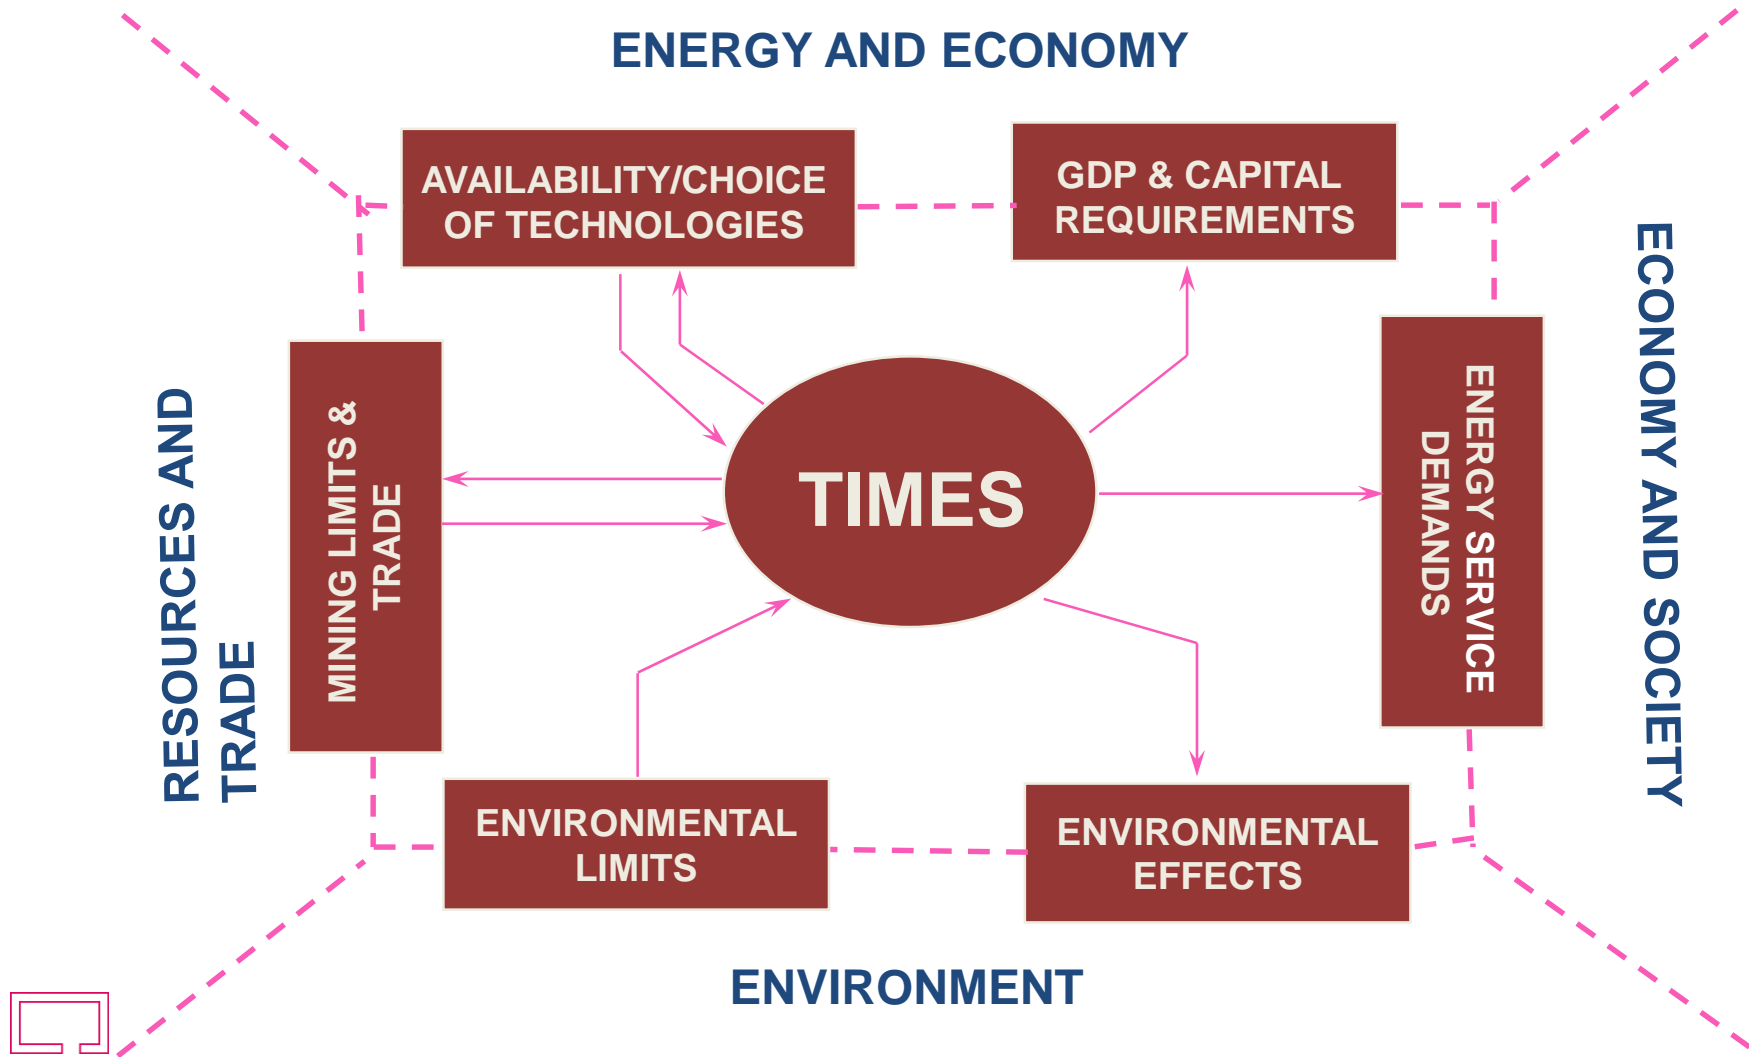 ENERGY AND ECONOMY
AVAILABILITY/CHOICE
OF TECHNOLOGIES
GDP & CAPITAL
REQUIREMENTS
RESOURCES AND
TRADE
MINING LIMITS &
TRADE
TIMES
ENERGY SERVICE
DEMANDS
ECONOMY AND SOCIETY
ENVIRONMENTAL
LIMITS
ENVIRONMENTAL
EFFECTS
ENVIRONMENT